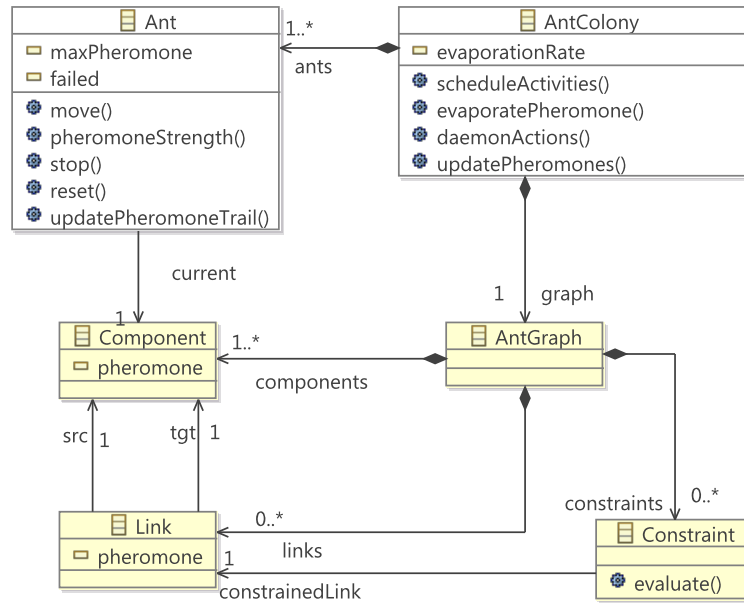 Ant
maxPheromone
failed
move()
pheromoneStrength()
stop()
reset()
updatePheromoneTrail()
1..*
ants
AntColony
evaporationRate
scheduleActivities()
evaporatePheromone()
daemonActions()
updatePheromones()
current
1
1
graph
Component
pheromone
1..*
components
AntGraph
src
1
tgt
1
Link
pheromone
0..*
links
constraints
0..*
Constraint
evaluate()
1
constrainedLink